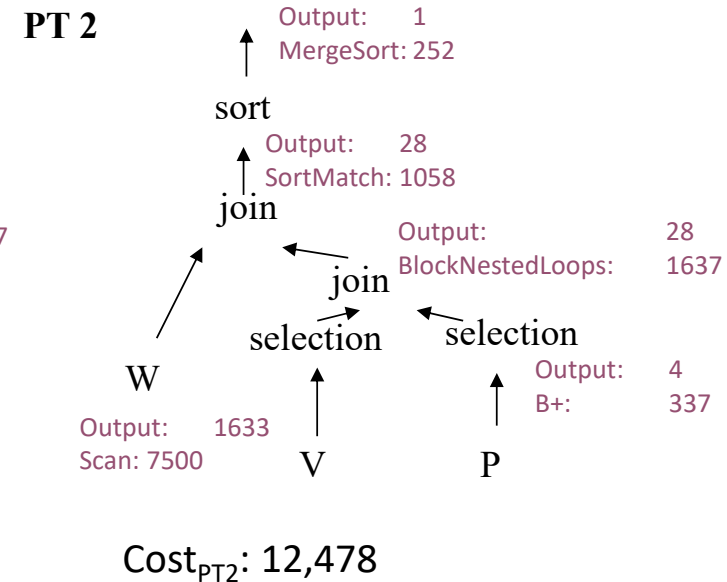 PT 2
Output: 1
MergeSort: 252
sort
Output: 28
SortMatch: 1058
join
7
Output: 28
BlockNestedLoops: 1637
join
selection
selection
W
Output: 4
B+: 337
Output: 1633
Scan: 7500
V
P
Cost_PT2: 12,478